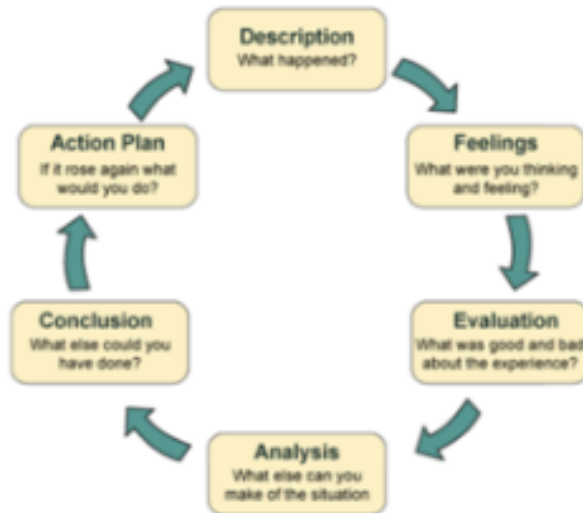 Description
What happened?
Feelings
What were you thinking
and feeling?
Evaluation
What was good and bad
about the experience?
Analysis
What else can you
make of the situation
Conclusion
What else could you
have done?
Action Plan
If it rose again what
would you do?